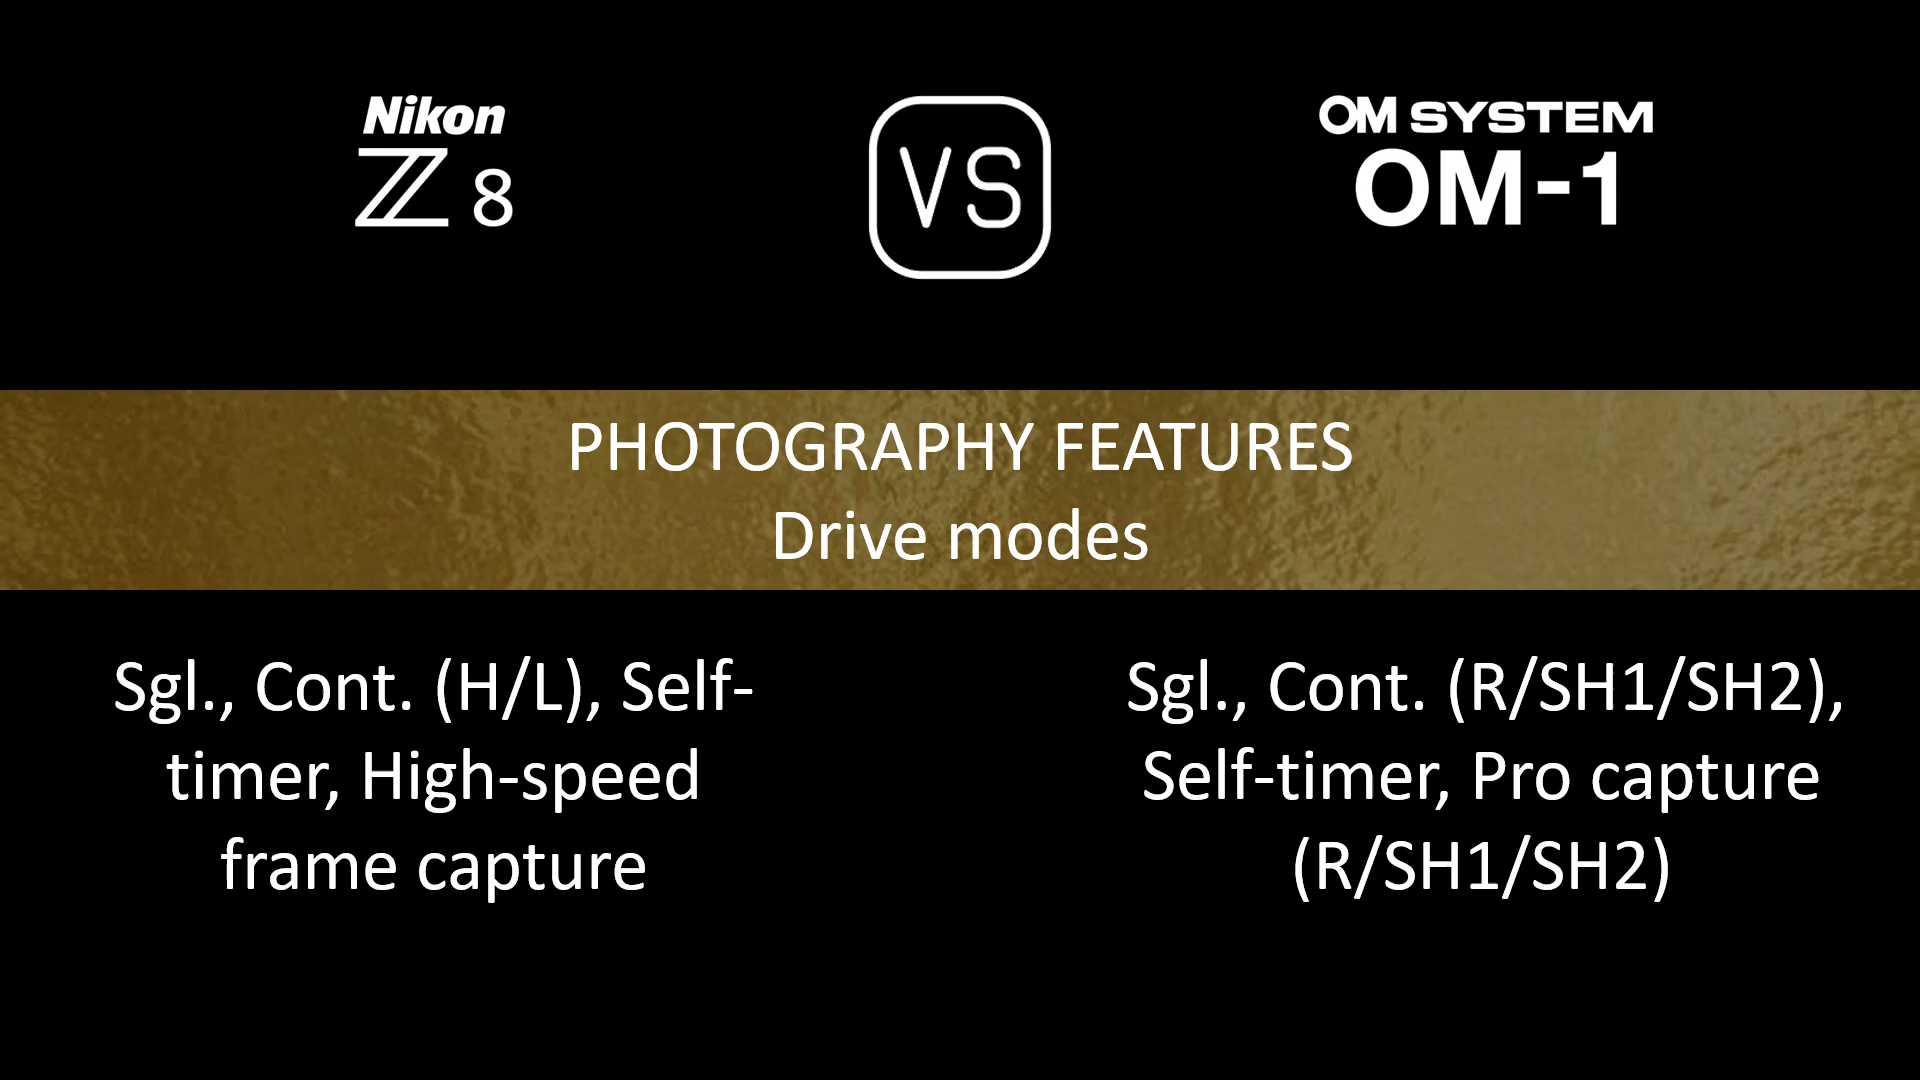 Nikon
Z 8
VS
OM SYSTEM
OM-1
PHOTOGRAPHY FEATURES
Drive modes
Sgl., Cont. (H/L), Self-
timer, High-speed
frame capture
Sgl., Cont. (R/SH1/SH2),
Self-timer, Pro capture
(R/SH1/SH2)